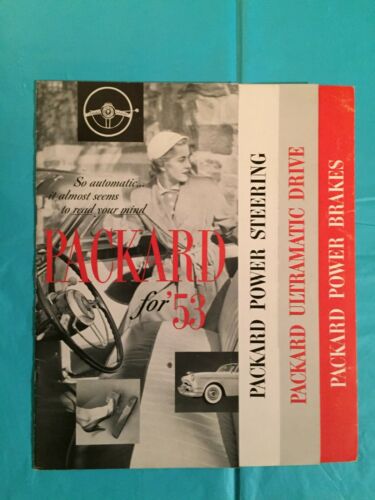 So automatic...
it almost seems
to read your mind
PACKARD
for '53
PACKARD POWER STEERING
PACKARD ULTRAMATIC DRIVE
PACKARD POWER BRAKES